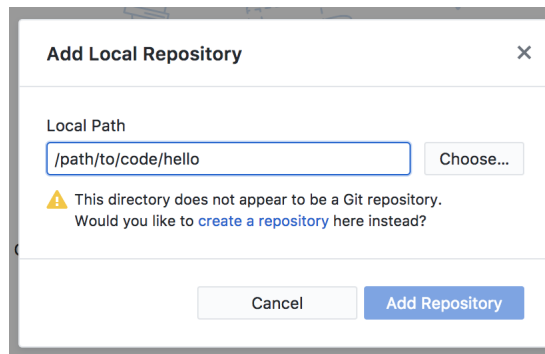 Add Local Repository
Local Path
/path/to/code/hello
Choose...
This directory does not appear to be a Git repository.
Would you like to create a repository here instead?
Cancel
Add Repository